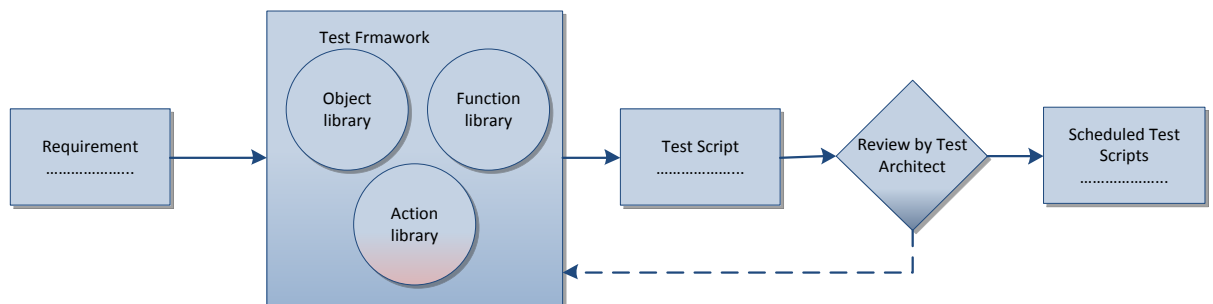 Requirement
…………………..
Test Frmawork
Object
library
Function
library
Action
library
Test Script
…………………...
Review by Test
Architect
Scheduled Test
Scripts
…………………...